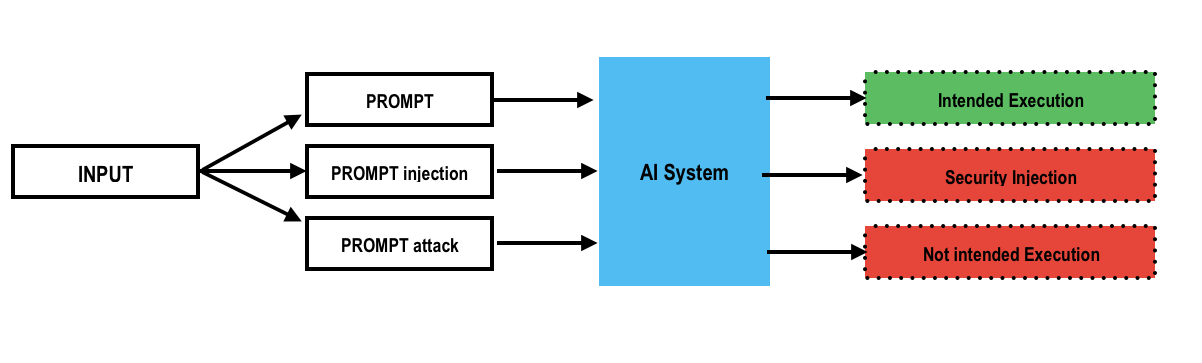 PROMPT
Intended Execution
INPUT
PROMPT injection
AI System
Security Injection
PROMPT attack
Not intended Execution